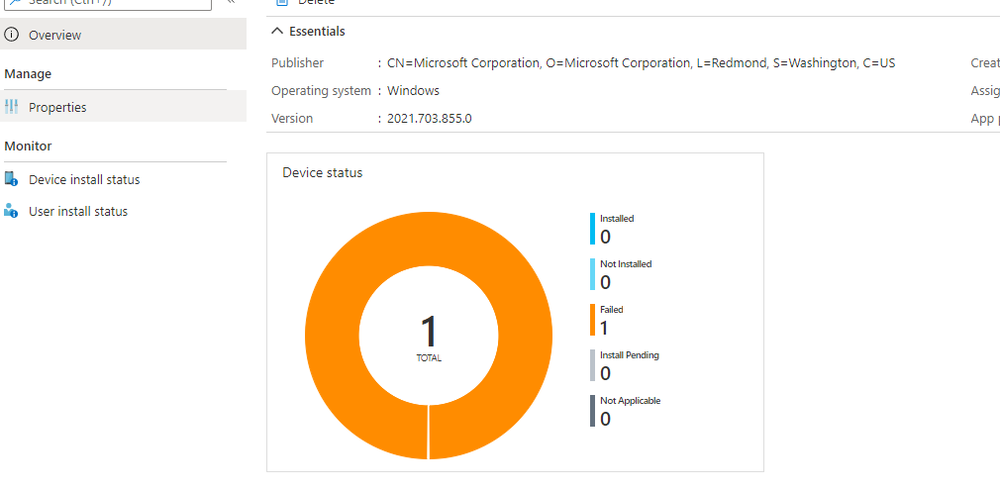 Search (Ctrl+/)
«
Delete
Overview
Manage
Properties
Monitor
Device install status
User install status
Essentials
Publisher : CN=Microsoft Corporation, O=Microsoft Corporation, L=Redmond, S=Washington, C=US
Operating system : Windows
Version : 2021.703.855.0
Creat
Assig
App p
Device status
1
TOTAL
Installed
0
Not Installed
0
Failed
1
Install Pending
0
Not Applicable
0